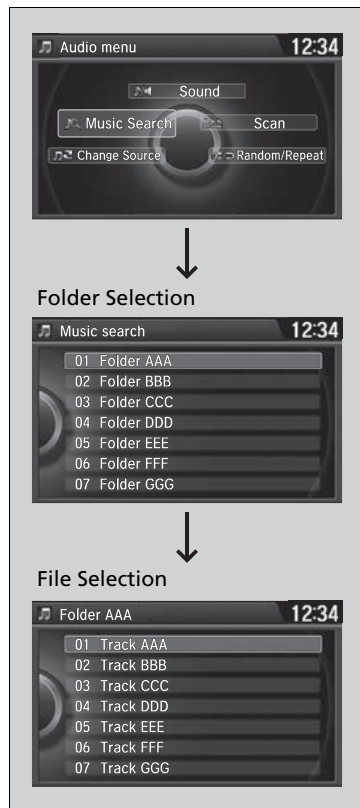 Audio menu 12:34
Sound
Music Search Scan
Change Source Random/Repeat
Folder Selection
Music search 12:34
01 Folder AAA
02 Folder BBB
03 Folder CCC
04 Folder DDD
05 Folder EEE
06 Folder FFF
07 Folder GGG
File Selection
Folder AAA 12:34
01 Track AAA
02 Track BBB
03 Track CCC
04 Track DDD
05 Track EEE
06 Track FFF
07 Track GGG